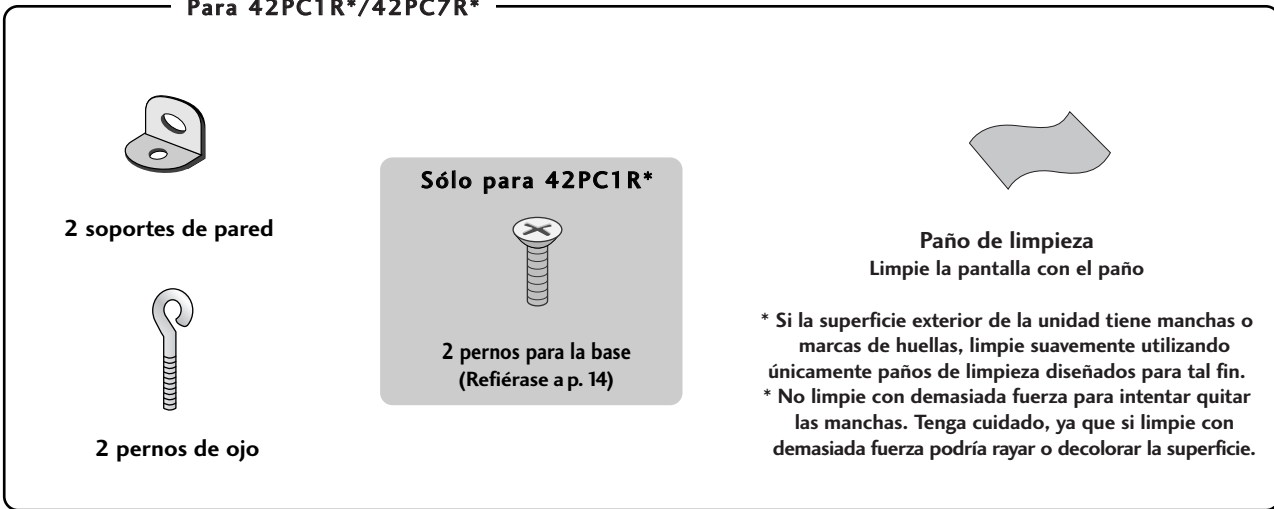 Para 42PC1R*/42PC7R*
2 soportes de pared
2 pernos de ojo
Sólo para 42PC1R*
2 pernos para la base
(Refiérase a p. 14)
Paño de limpieza
Limpie la pantalla con el paño
* Si la superficie exterior de la unidad tiene manchas o
marcas de huellas, limpie suavemente utilizando
únicamente paños de limpieza diseñados para tal fin.
* No limpie con demasiada fuerza para intentar quitar
las manchas. Tenga cuidado, ya que si limpie con
demasiada fuerza podría rayar o decolorar la superficie.